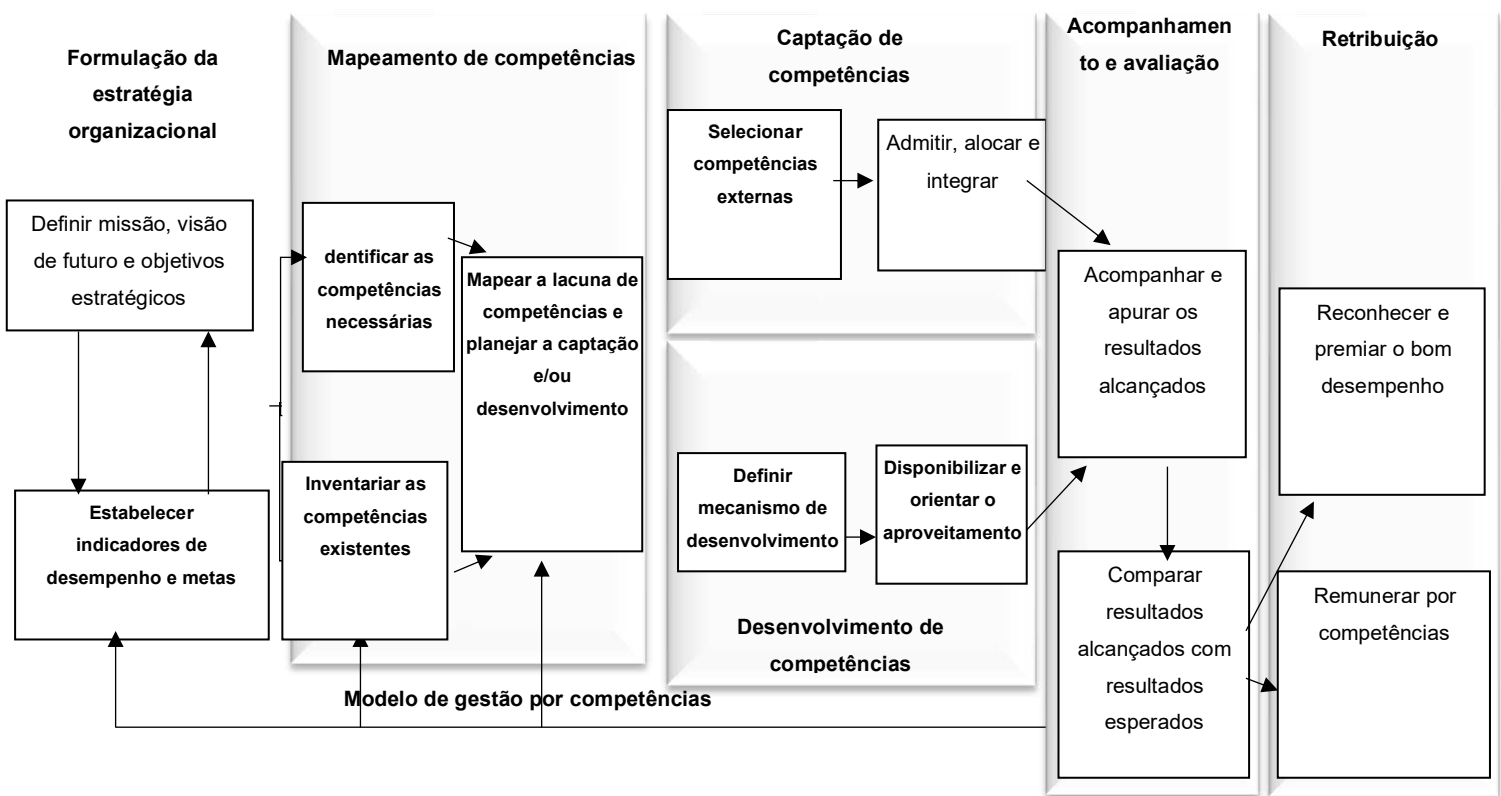 Formulação da
estratégia
organizacional
Definir missão, visão
de futuro e objetivos
estratégicos
Estabelecer
indicadores de
desempenho e metas
Mapeamento de competências
dentificar as
competências
necessárias
Inventariar as
competências
existentes
Mapear a lacuna de
competências e
planejar a captação
e/ou
desenvolvimento
Captação de
competências
Selecionar
competências
externas
Admitir, alocar e
integrar
Definir
mecanismo de
desenvolvimento
Disponibilizar e
orientar o
aproveitamento
Desenvolvimento de
competências
Acompanhamen
to e avaliação
Acompanhar e
apurar os
resultados
alcançados
Comparar
resultados
alcançados com
resultados
esperados
Retribuição
Reconhecer e
premiar o bom
desempenho
Remunerar por
competências
Modelo de gestão por competências